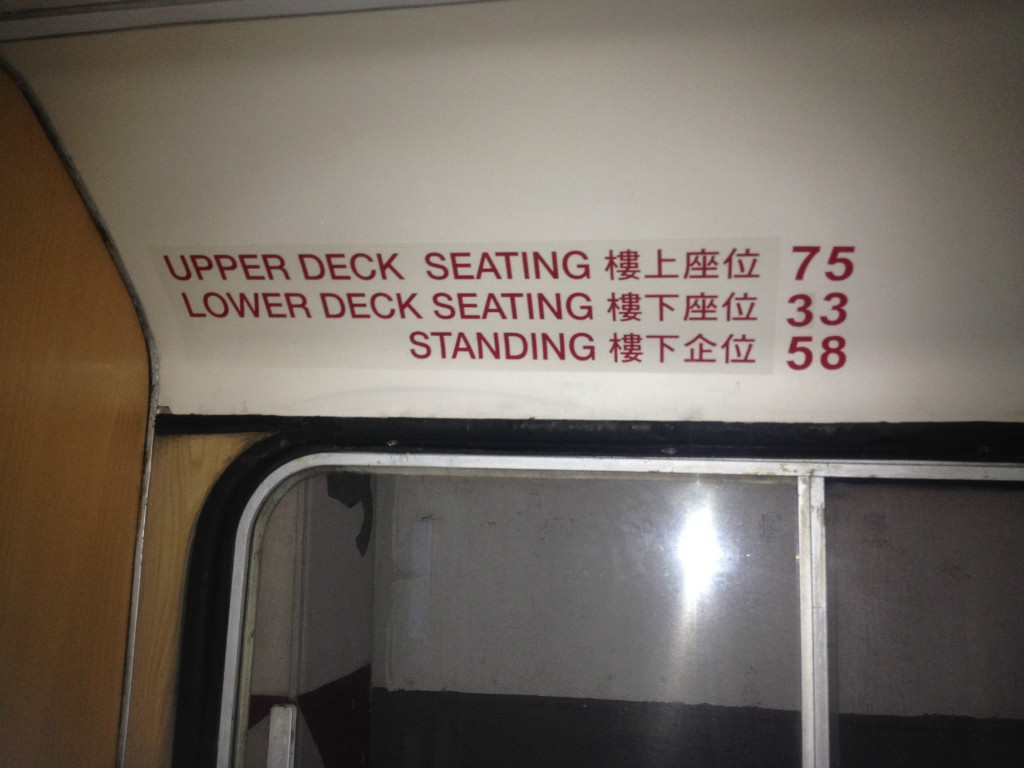 UPPER DECK SEATING 樓上座位 75
LOWER DECK SEATING 樓下座位 33
STANDING 樓下企位 58